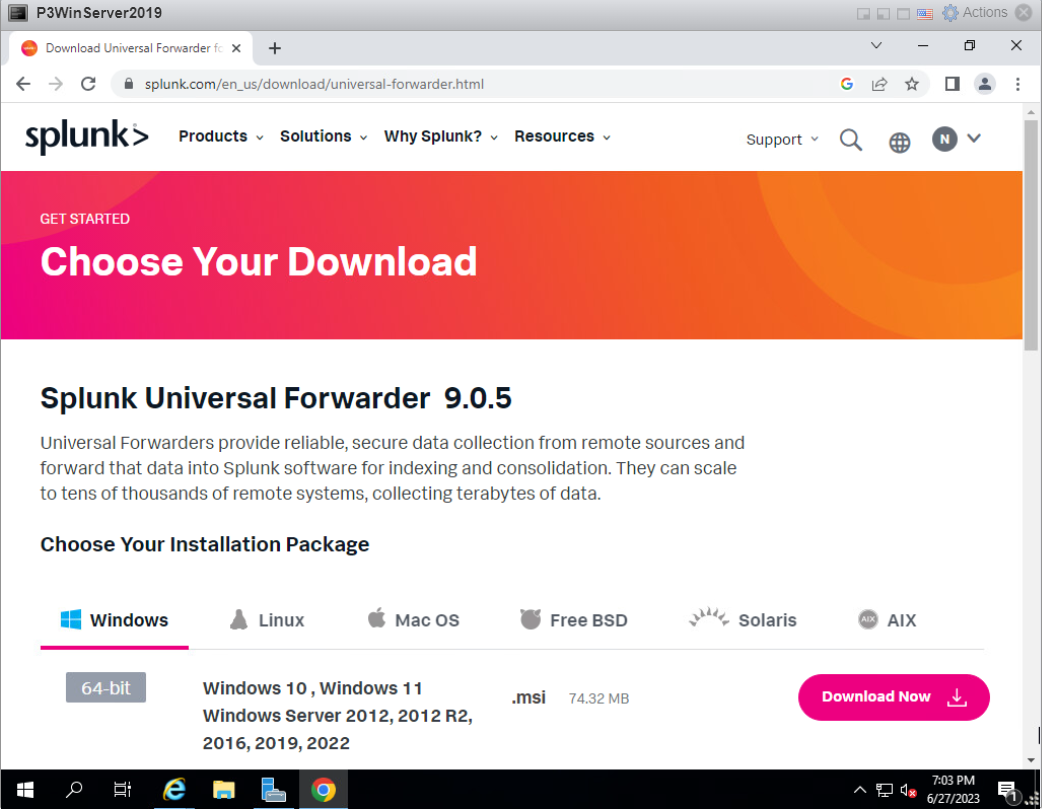 P3WinServer2019
Actions
Download Universal Forwarder fo
splunk.com/en_us/download/universal-forwarder.html
splunk>
Products
Solutions
Why Splunk?
Resources
Support
N
GET STARTED
Choose Your Download
Splunk Universal Forwarder 9.0.5
Universal Forwarders provide reliable, secure data collection from remote sources and
forward that data into Splunk software for indexing and consolidation. They can scale
to tens of thousands of remote systems, collecting terabytes of data.
Choose Your Installation Package
Windows
Linux
Mac OS
Free BSD
Solaris
AIX
AIX
64-bit
Windows 10 , Windows 11
Windows Server 2012, 2012 R2,
2016, 2019, 2022
.msi
74.32 MB
Download Now
7:03 PM
6/27/2023
1